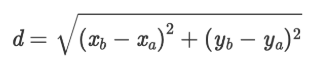 d = √(x_b − x_a)² + (y_b − y_a)²